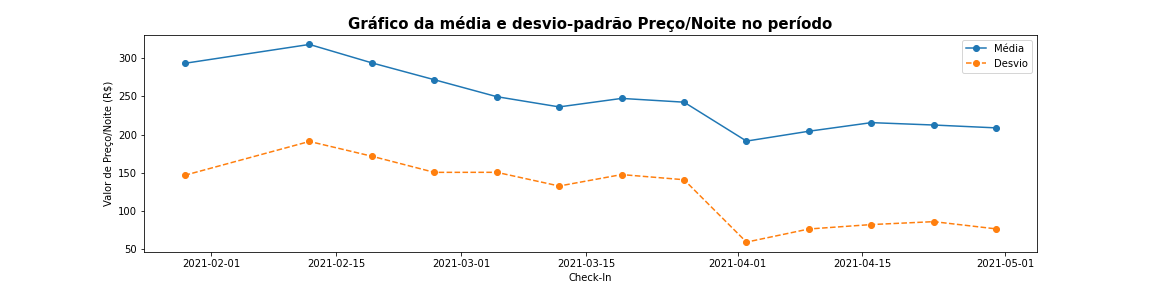 Gráfico da média e desvio-padrão Preço/Noite no período
Média
Desvio
300
250
200
150
100
50
Valor de Preço/Noite (R$)
2021-02-01
2021-02-15
2021-03-01
2021-03-15
2021-04-01
2021-04-15
2021-05-01
Check-In